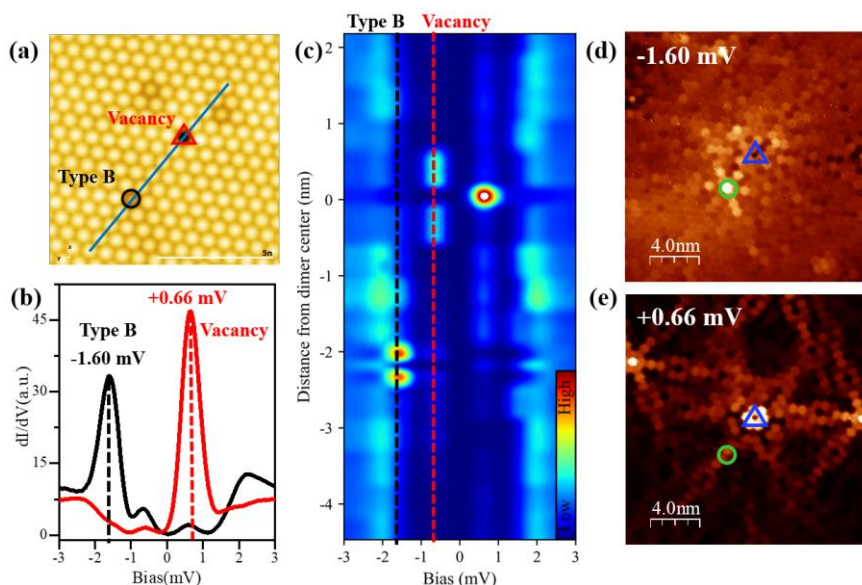 (a)
Vacancy
Type B
5n
(b)
+0.66 mV
Type B
-1.60 mV
Vacancy
dI/dV(a.u.)
45
30
15
0
-3 -2 -1 0 1 2 3
Bias(mV)
Type B Vacancy
(c)
Distance from dimer center (nm)
2
1
0
-1
-2
-3
-4
High
Low
-3 -2 -1 0 1 2 3
Bias (mV)
(d)
-1.60 mV
4.0nm
(e)
+0.66 mV
4.0nm